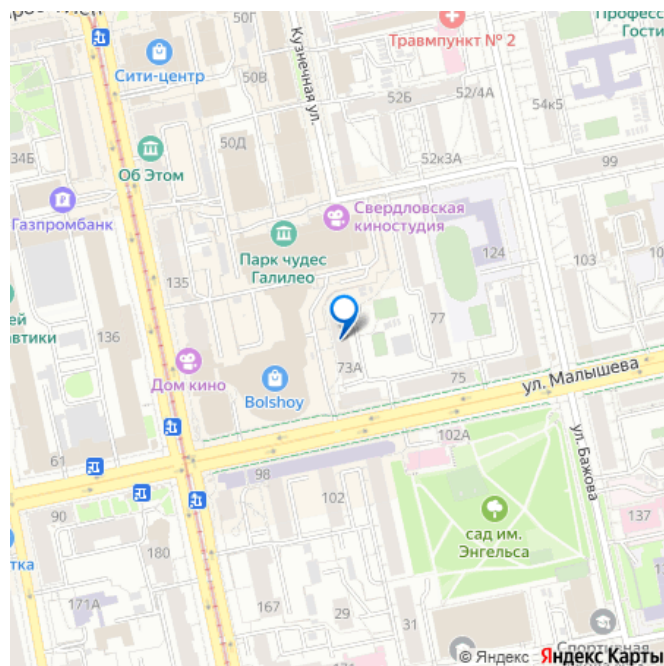 50Г
Травмпункт № 2
Гости
Кузнечная ул.
Сити-центр
50В
52Б
52/4А
54к5
34Б
50Д
Об Этом
52к3А
99
Газпромбанк
Свердловская
киностудия
124
Парк чудес
Галилео
103
135
136
77
73А
75
Дом кино
Bolshoy
ул. Малышева
102А
ул. Бажова
61
98
90
102
сад им.
Энгельса
137
180
171А
167
29
31
© Яндекс
Яндекс Карты